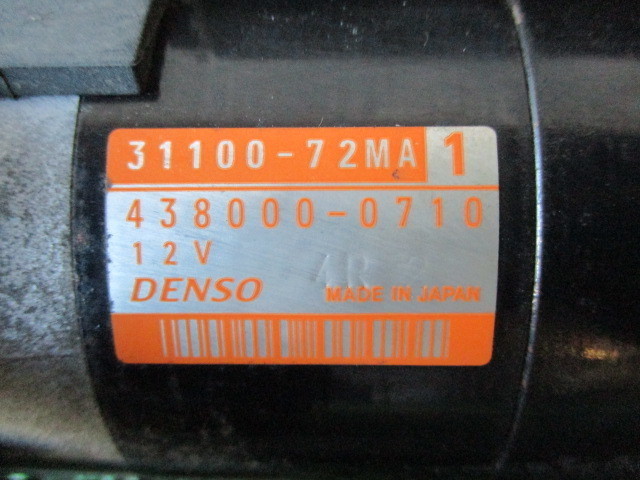 31100-72MA 1
438000-0710
12V
DENSO MADE IN JAPAN